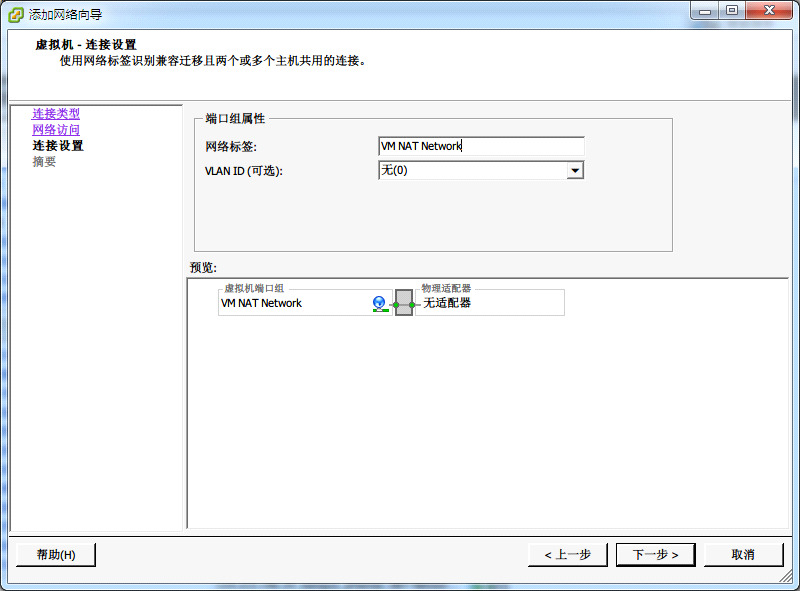 添加网络向导
虚拟机 - 连接设置
使用网络标签识别兼容迁移且两个或多个主机共用的连接。
连接类型
网络访问
连接设置
摘要
端口组属性
网络标签:
VM NAT Network
VLAN ID (可选):
无(0)
预览:
虚拟机端口组
VM NAT Network
物理适配器
无适配器
帮助(H)
< 上一步
下一步 >
取消